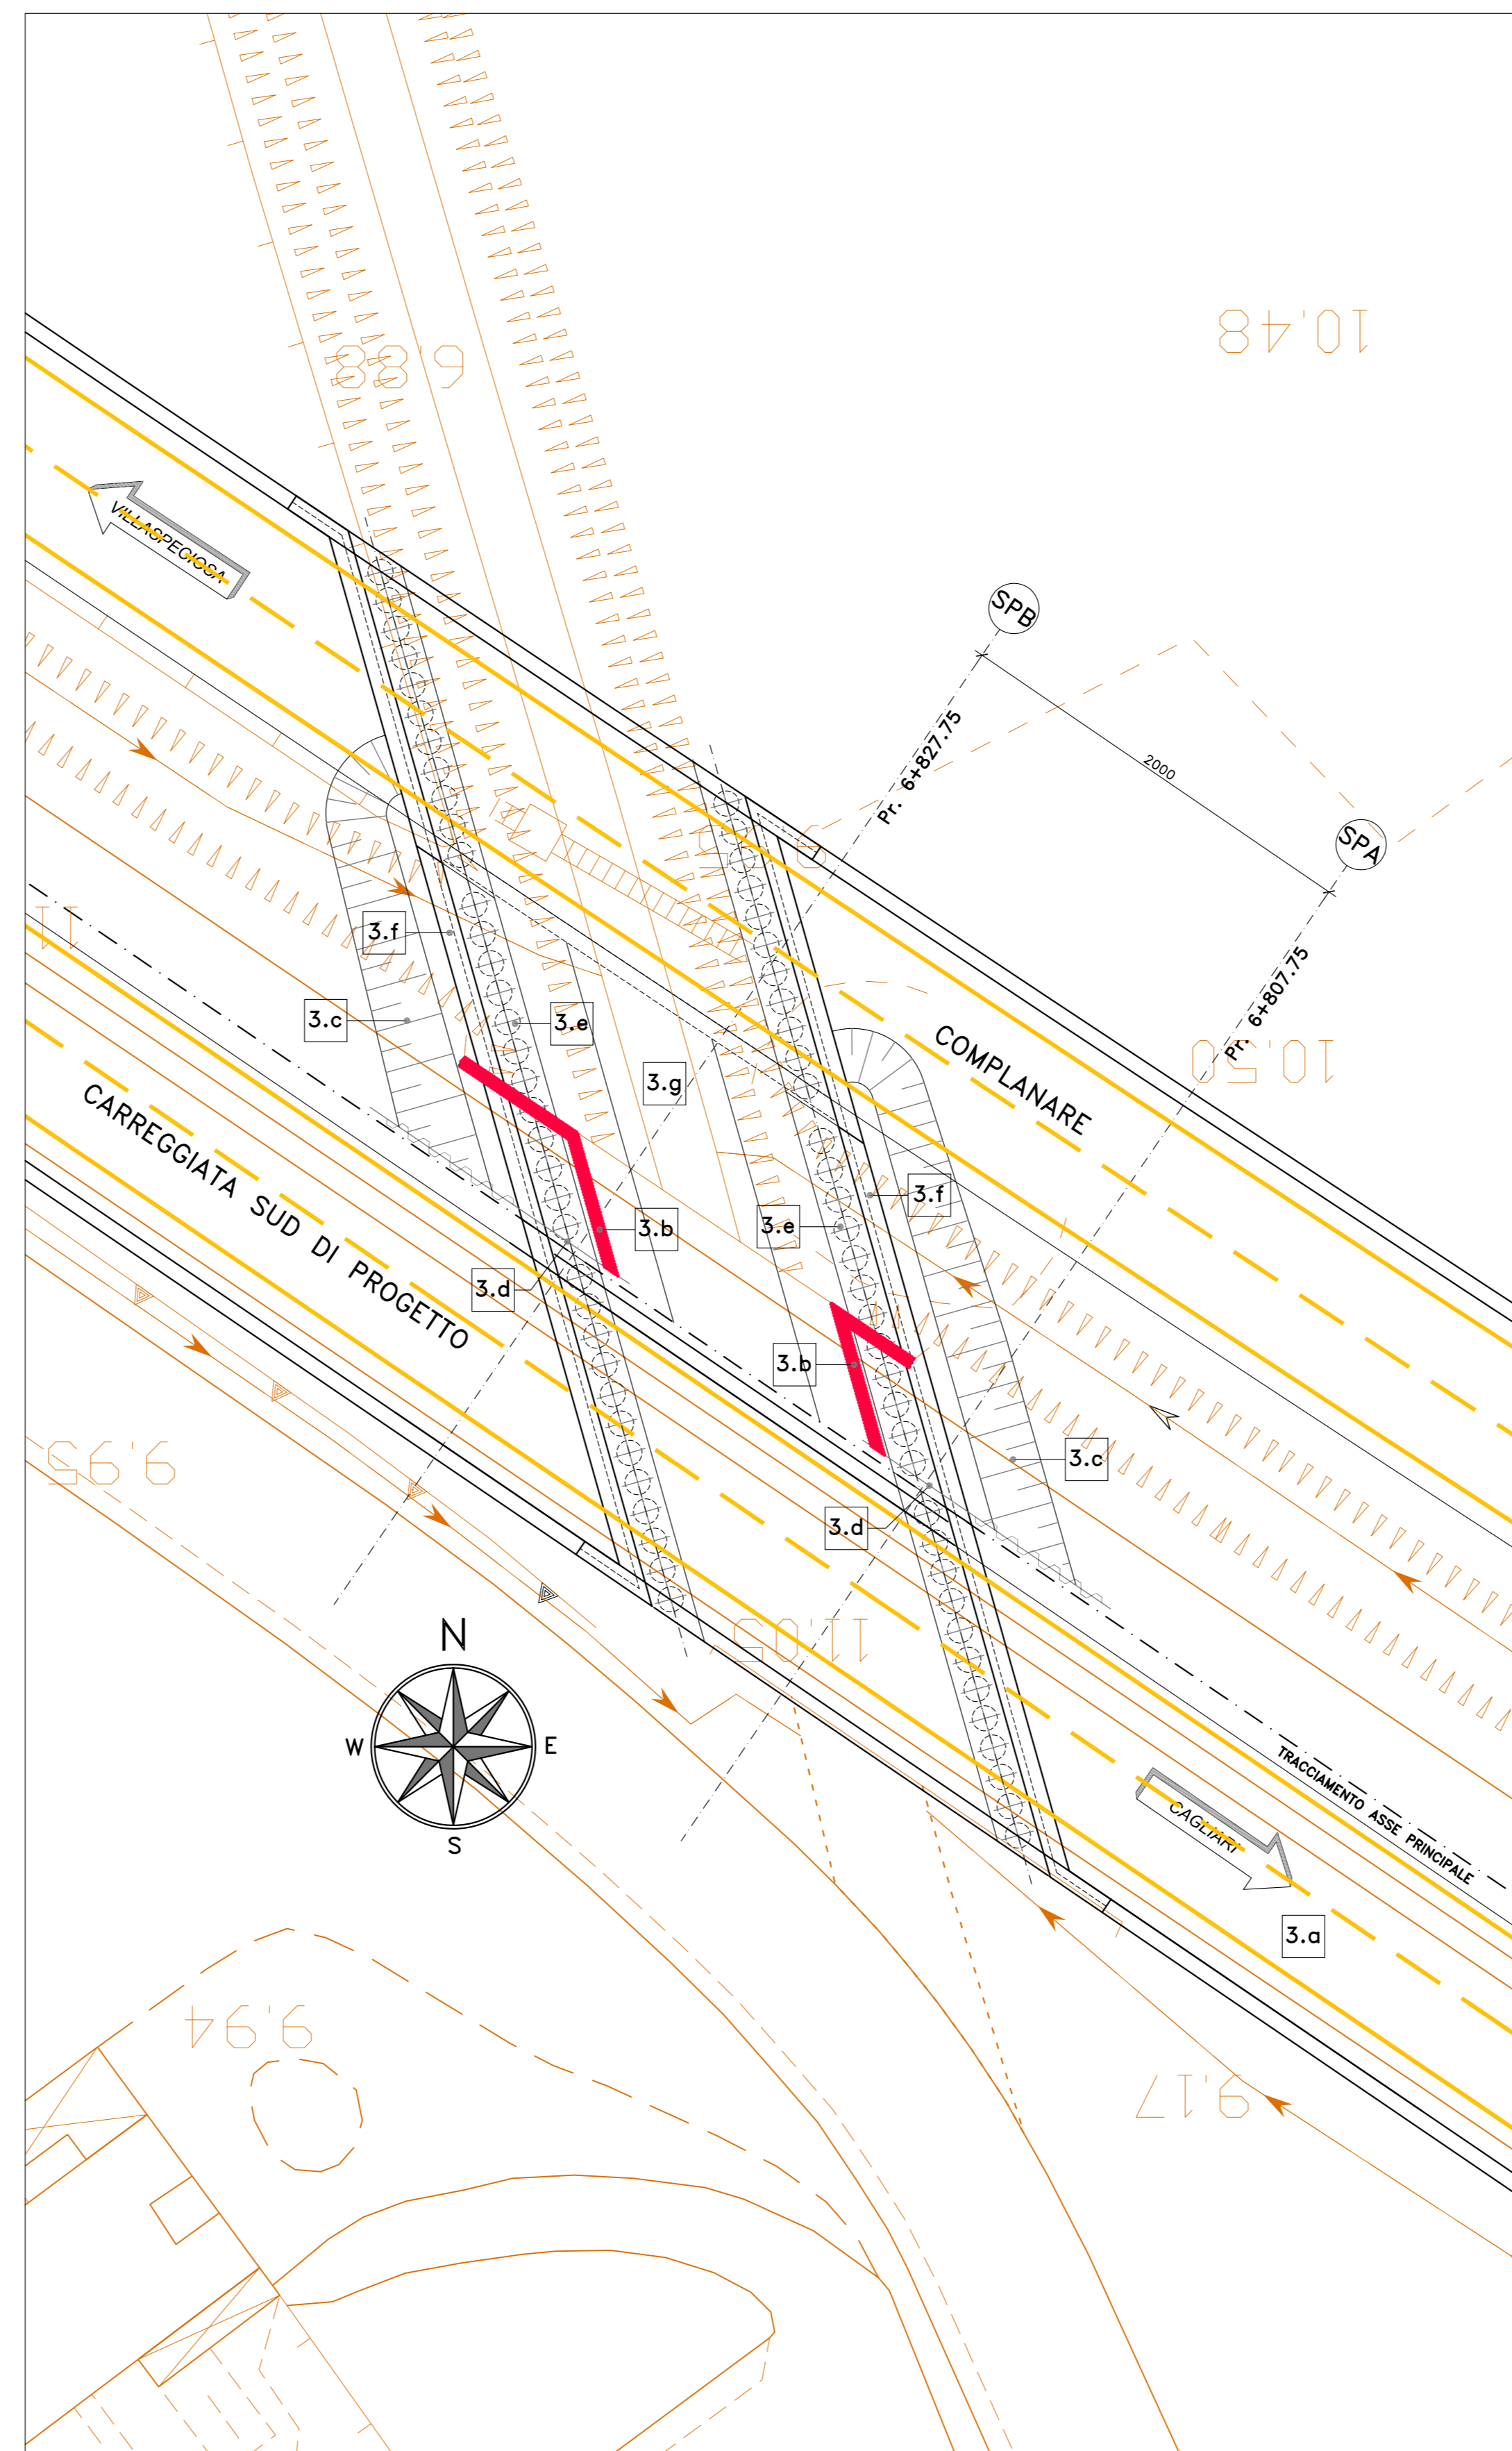 10.48
6.88
VILLASPECIOSA
SPB
Pr. 6+827.75
2000
SPA
Pr. 6+807.75
11
3.f
3.c
3.e
COMPLANARE
10.50
3.g
CARREGGIATA SUD DI PROGETTO
3.f
3.e
3.b
3.d
3.b
9.95
3.c
3.d
11.05
N
W
E
S
TRACCIAMENTO ASSE PRINCIPALE
CAGLIARI
3.a
9.94
9.17